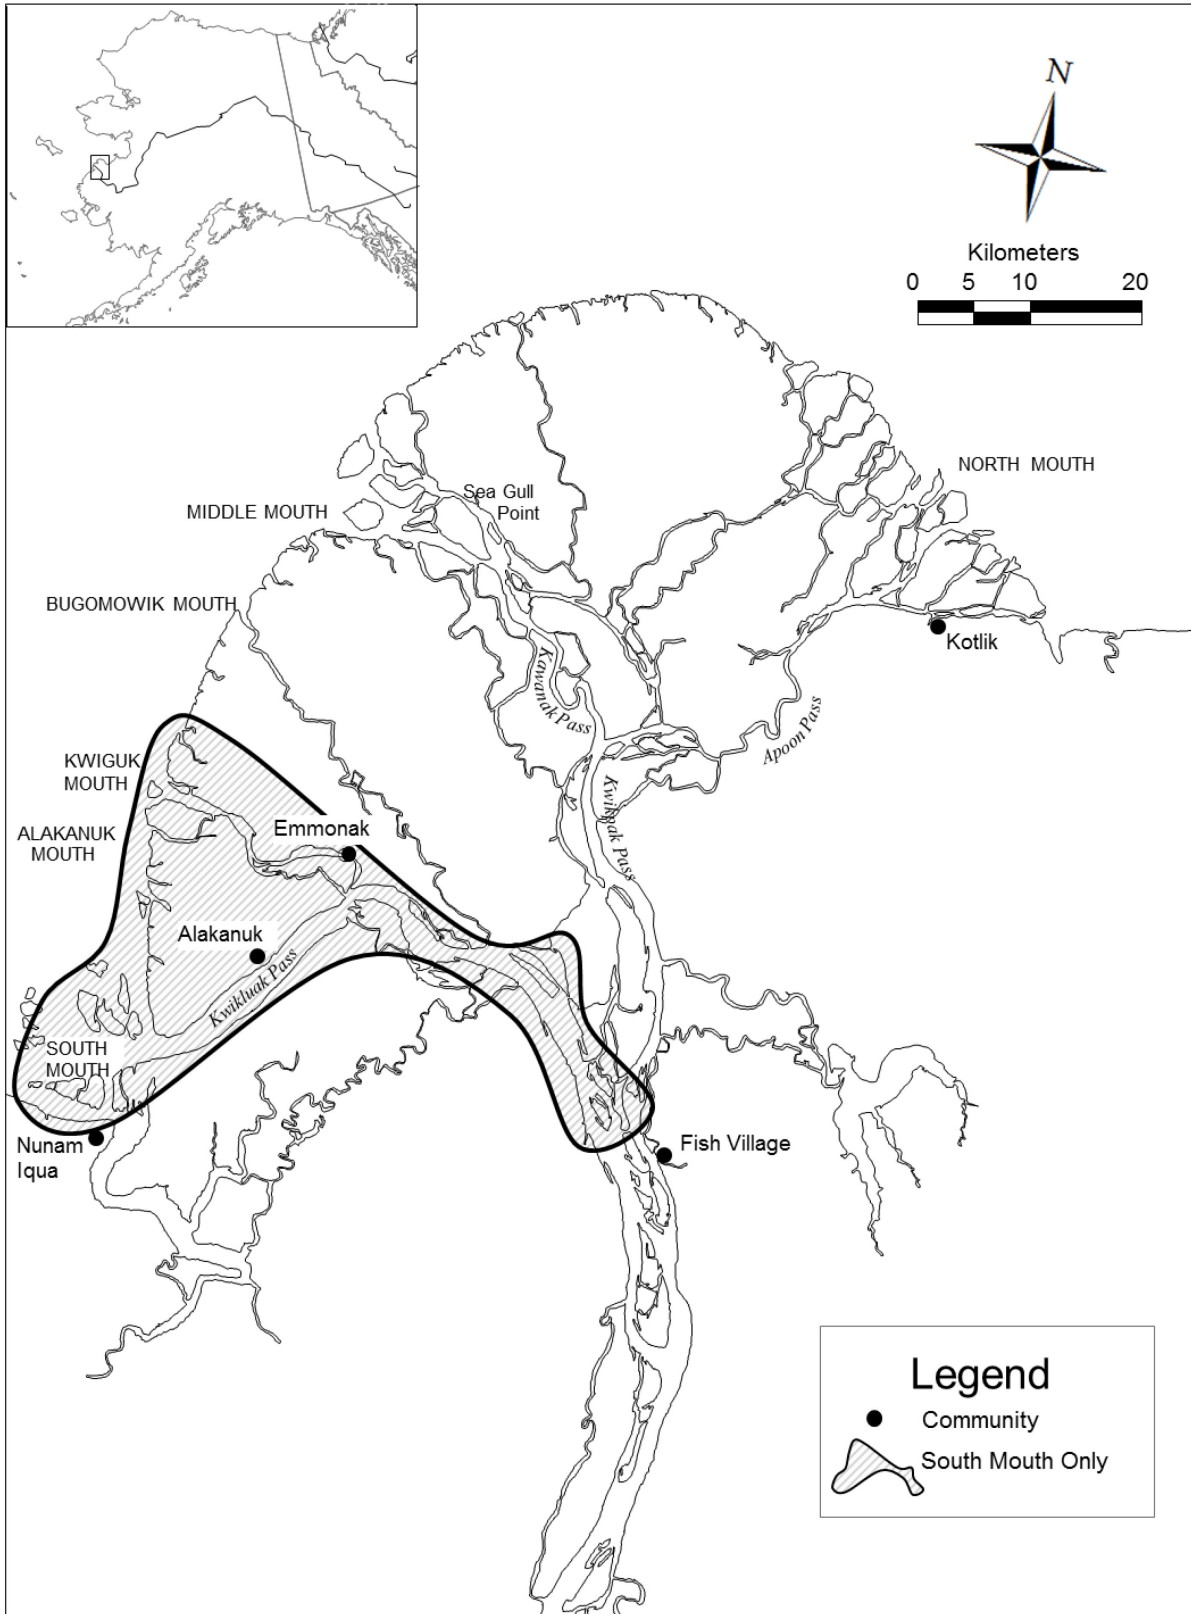 N
Kilometers
0 5 10 20
NORTH MOUTH
Sea Gull
Point
MIDDLE MOUTH
BUGOMOWIK MOUTH
Kotlik
Kawanak Pass
Apoon Pass
KWIGUK
MOUTH
Kwikpak Pass
ALAKANUK
MOUTH
Emmonak
Alakanuk
Kwikluak Pass
SOUTH
MOUTH
Nunam
Iqua
Fish Village
Legend
Community
South Mouth Only